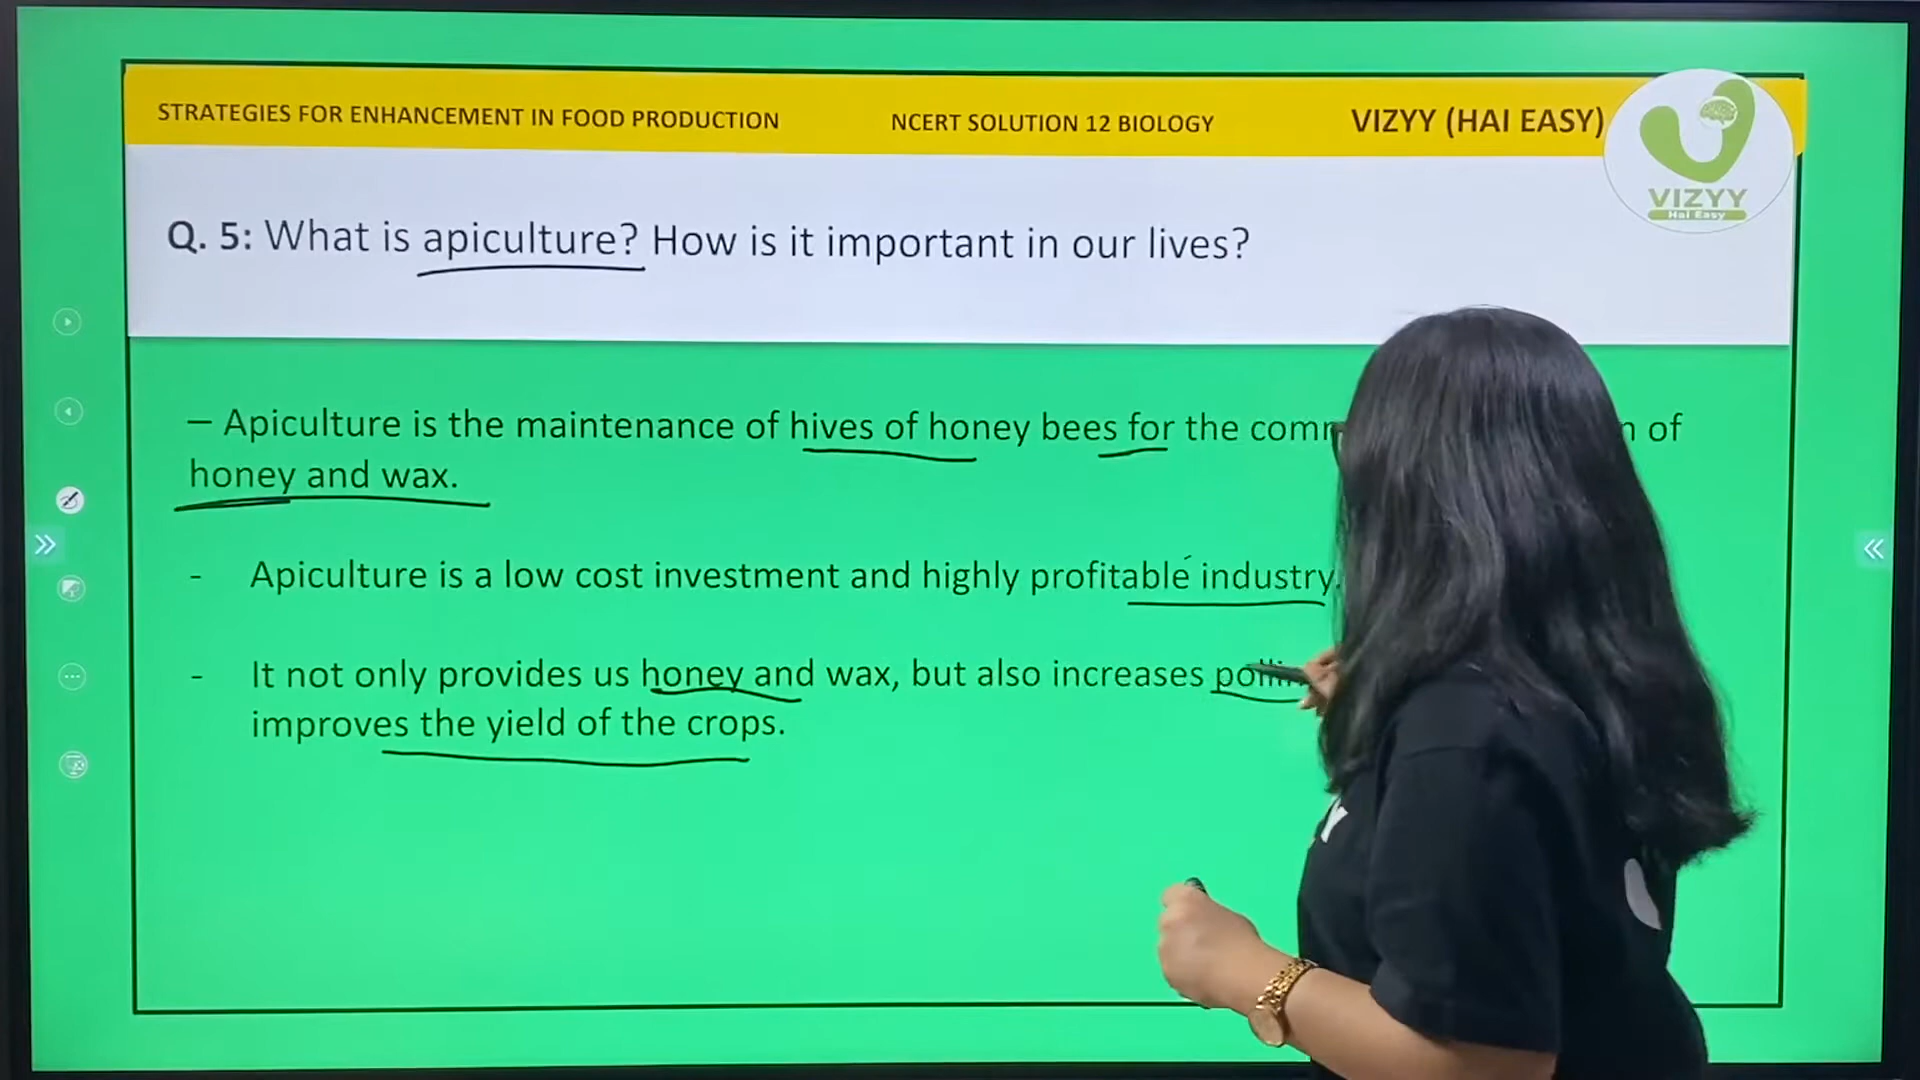 STRATEGIES FOR ENHANCEMENT IN FOOD PRODUCTION NCERT SOLUTION 12 BIOLOGY VIZYY (HAI EASY)
VIZYY
Hai Easy
Q. 5: What is apiculture? How is it important in our lives?
– Apiculture is the maintenance of hives of honey bees for the of
honey and wax.
- Apiculture is a low cost investment and highly profitable industry.
- It not only provides us honey and wax, but also increases
improves the yield of the crops.
Y